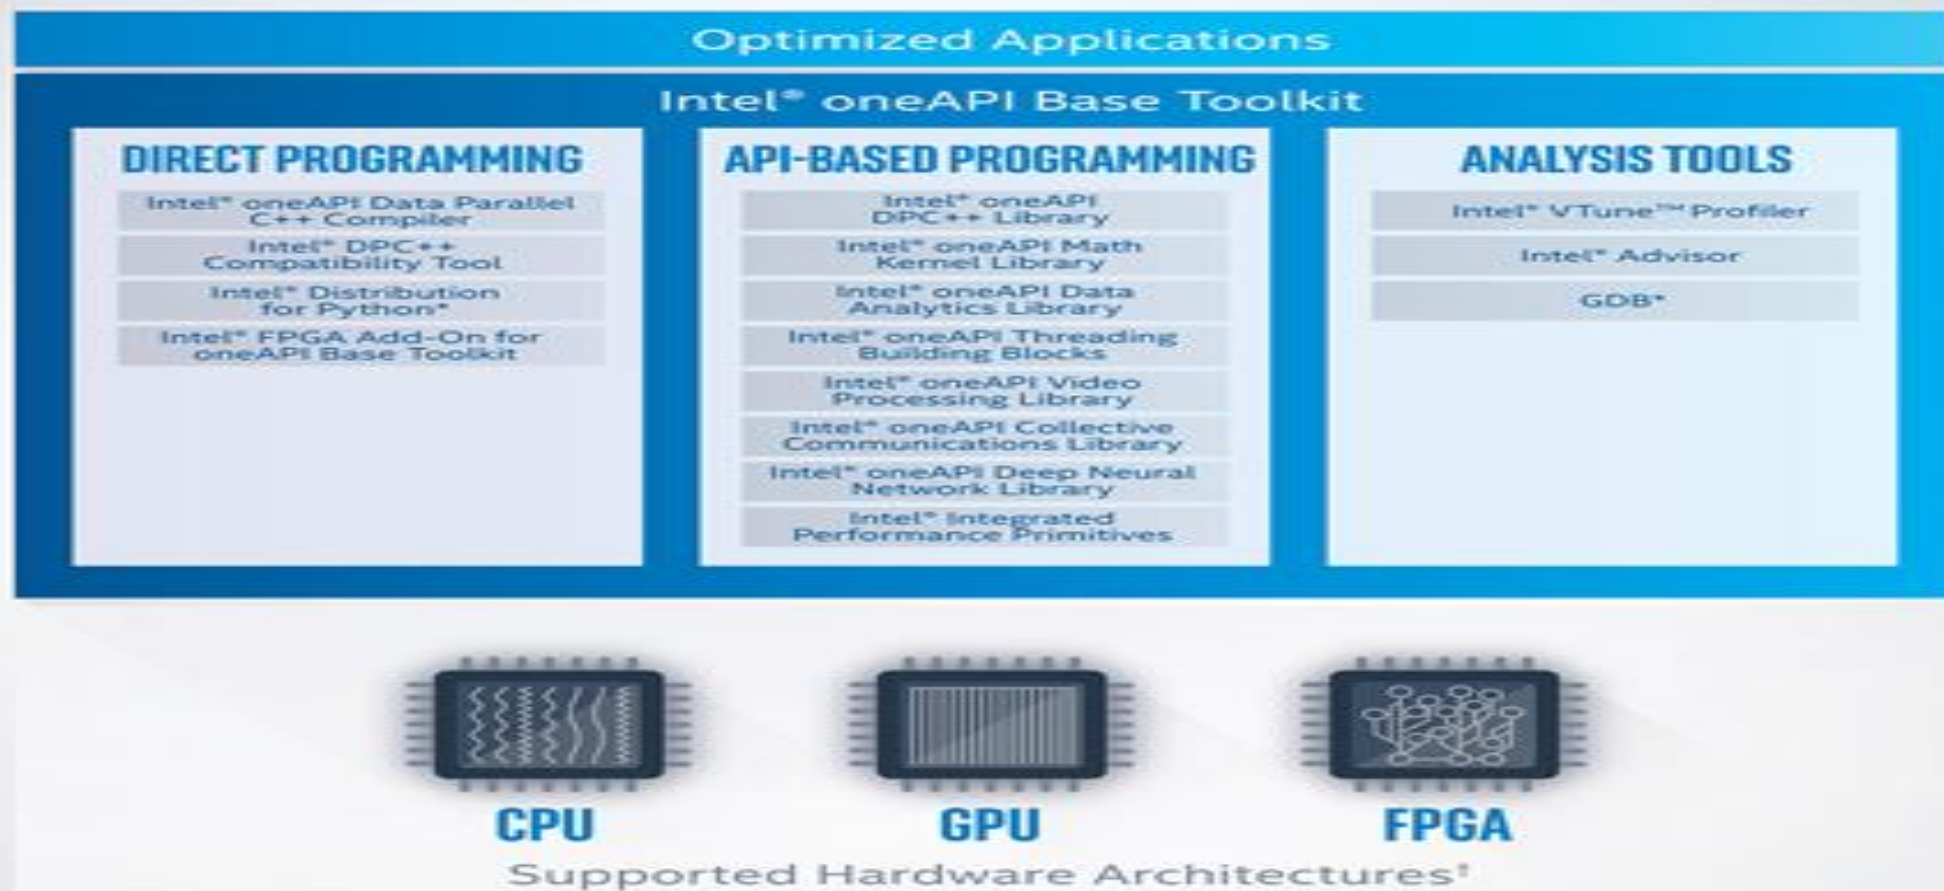 Optimized Applications
Intel® oneAPI Base Toolkit
DIRECT PROGRAMMING
Intel® oneAPI Data Parallel
C++ Compiler
Intel® DPC++
Compatibility Tool
Intel® Distribution
for Python*
Intel® FPGA Add-On for
oneAPI Base Toolkit
API-BASED PROGRAMMING
Intel® oneAPI
DPC++ Library
Intel® oneAPI Math
Kernel Library
Intel® oneAPI Data
Analytics Library
Intel® oneAPI Threading
Building Blocks
Intel® oneAPI Video
Processing Library
Intel® oneAPI Collective
Communications Library
Intel® oneAPI Deep Neural
Network Library
Intel® Integrated
Performance Primitives
ANALYSIS TOOLS
Intel® VTune™ Profiler
Intel® Advisor
GDB*
CPU
GPU
FPGA
Supported Hardware Architectures†